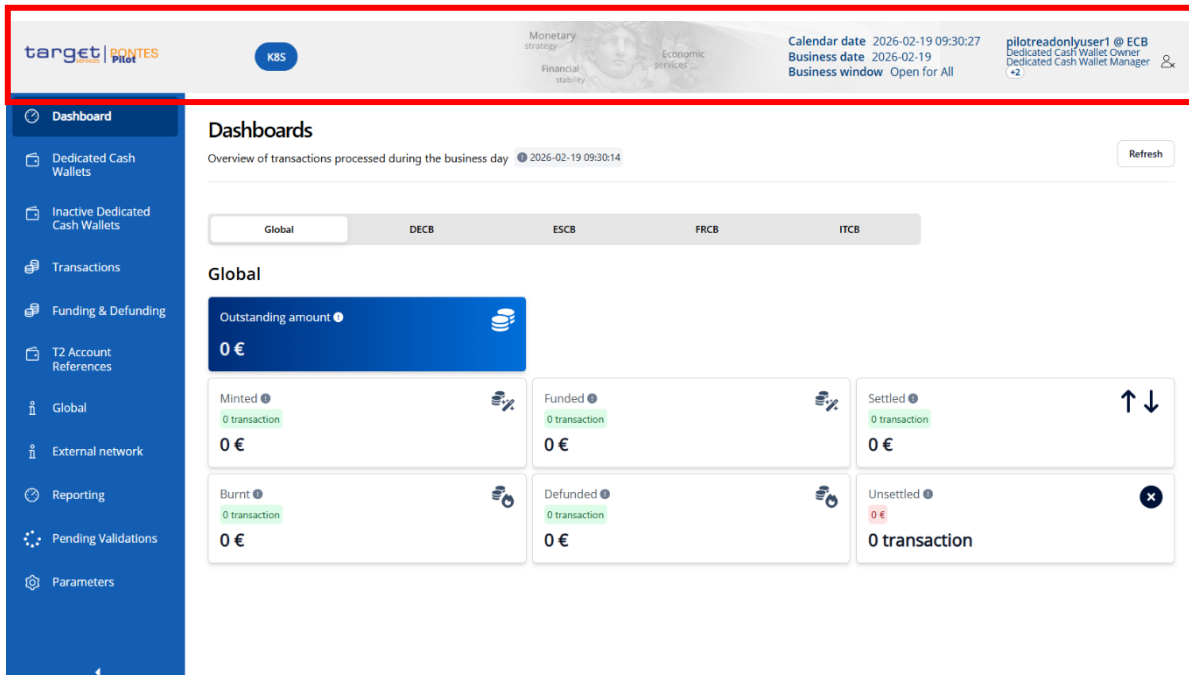 target | PONTES
services Pilot
K8S
Monetary
strategy
Economic
services
Financial
stability
Calendar date 2026-02-19 09:30:27
Business date 2026-02-19
Business window Open for All
pilotreadonlyuser1 @ ECB
Dedicated Cash Wallet Owner
Dedicated Cash Wallet Manager
+2
Dashboard
Dedicated Cash
Wallets
Inactive Dedicated
Cash Wallets
Transactions
Funding & Defunding
T2 Account
References
Global
External network
Reporting
Pending Validations
Parameters
Dashboards
Overview of transactions processed during the business day 2026-02-19 09:30:14
Refresh
Global DECB ESCB FRCB ITCB
Global
Outstanding amount
0 €
Minted
0 transaction
0 €
Funded
0 transaction
0 €
Settled
0 transaction
0 €
Burnt
0 transaction
0 €
Defunded
0 transaction
0 €
Unsettled
0 €
0 transaction